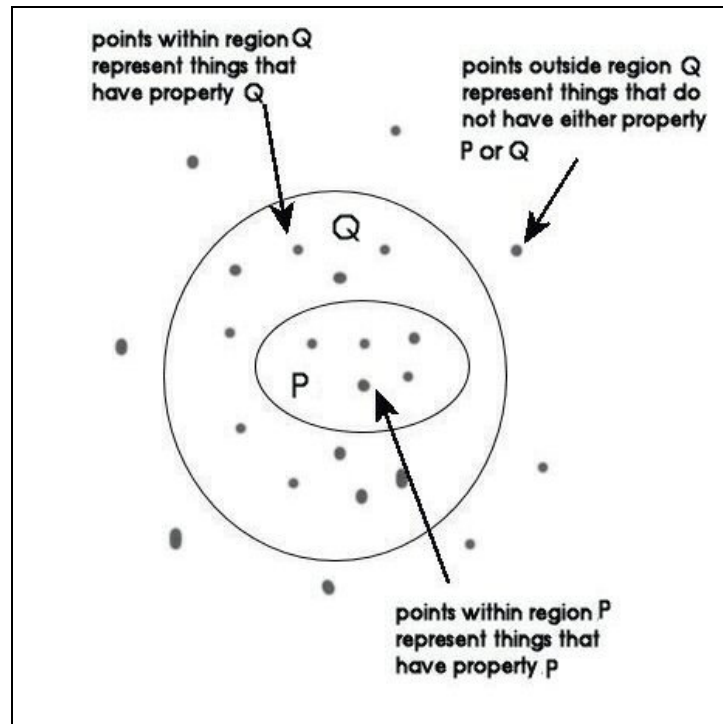 points within region Q
represent things that
have property Q
points outside region Q
represent things that do
not have either property
P or Q
Q
P
points within region P
represent things that
have property P